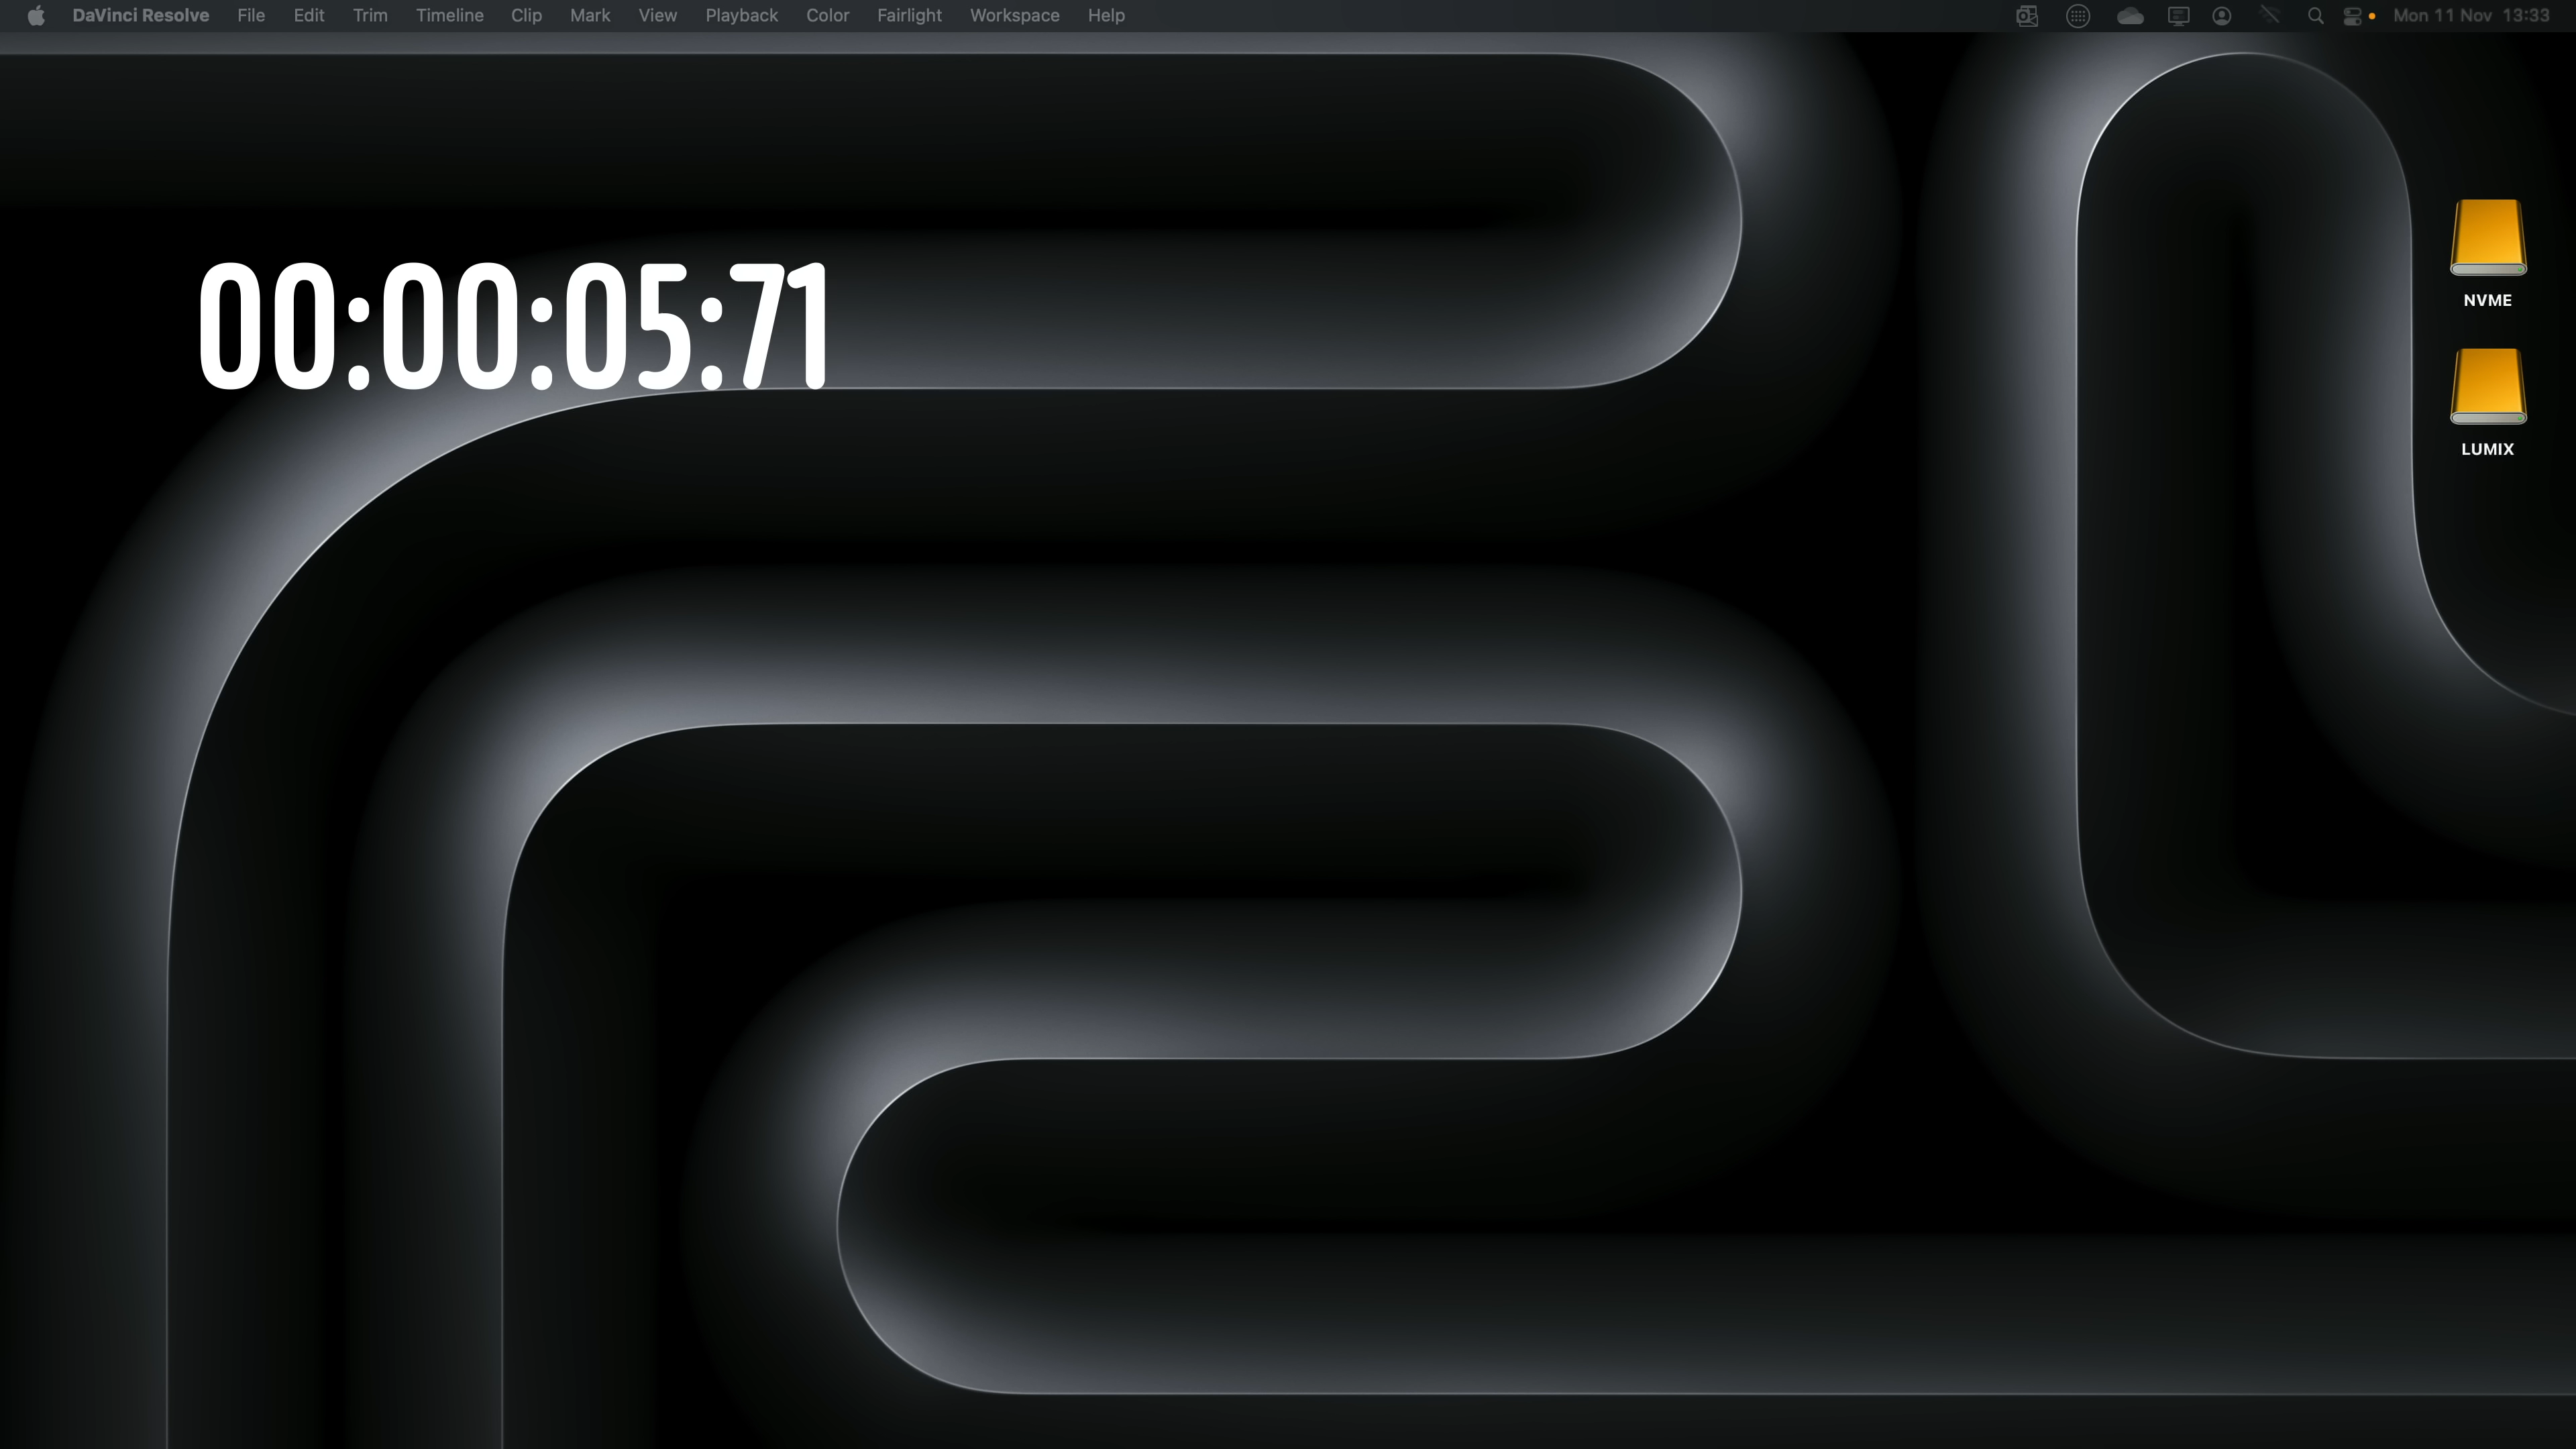 DaVinci Resolve File Edit Trim Timeline Clip Mark View Playback Color Fairlight Workspace Help Mon 11 Nov 13:33
00:00:05:71
NVME
LUMIX